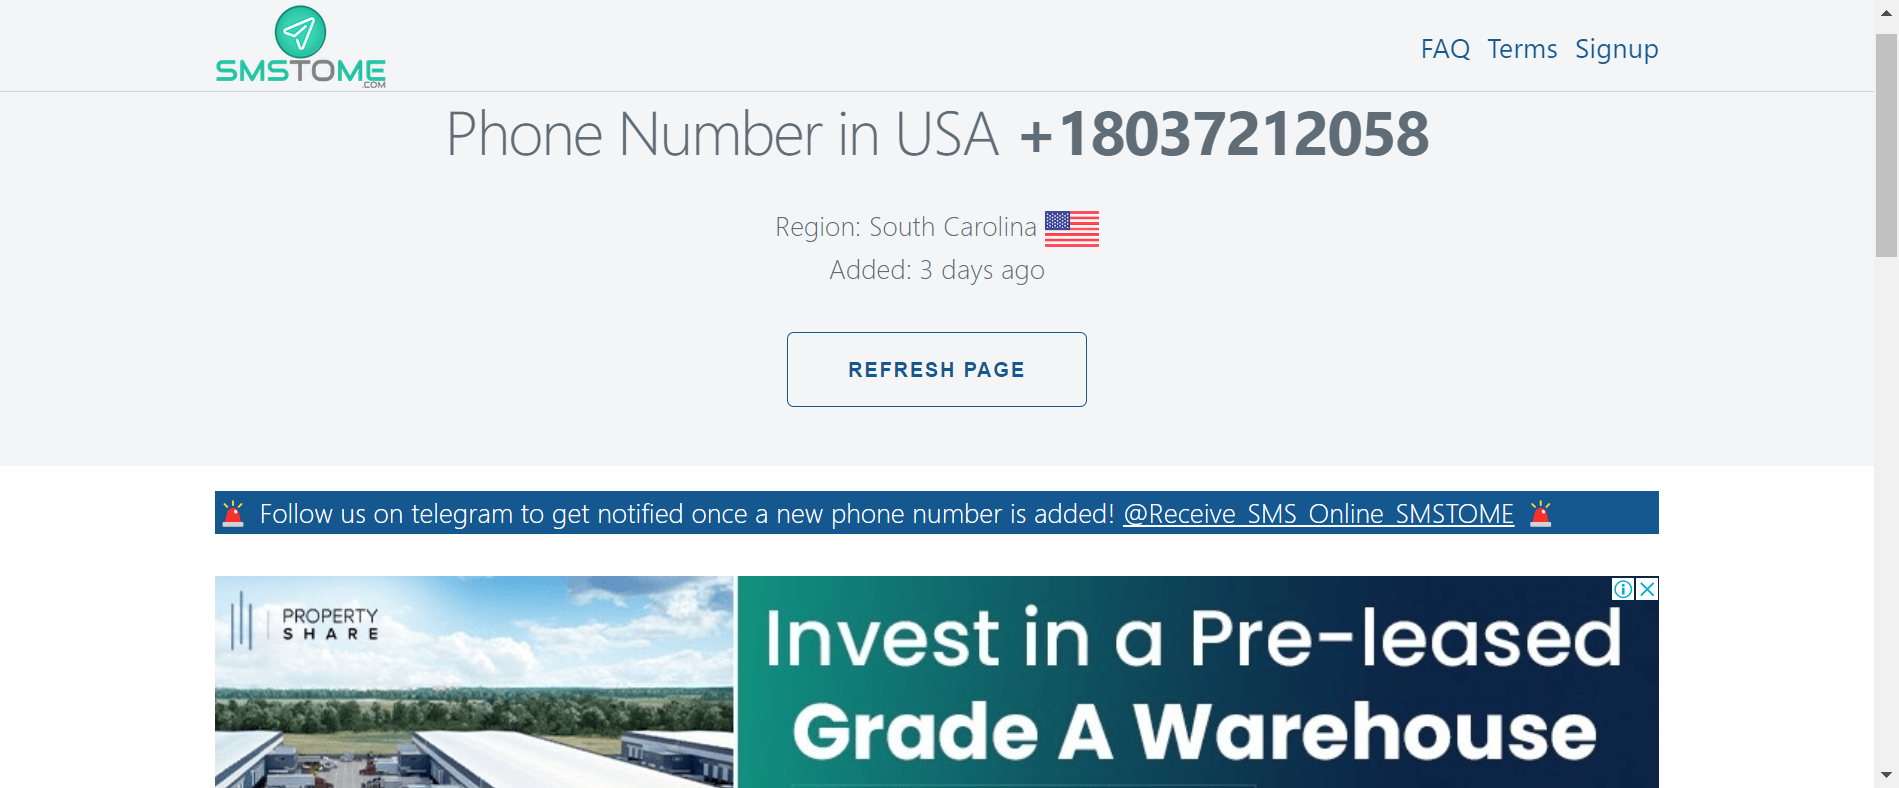 SMSTOME
.COM
FAQ Terms Signup
Phone Number in USA +18037212058
Region: South Carolina
Added: 3 days ago
REFRESH PAGE
Follow us on telegram to get notified once a new phone number is added! @Receive_SMS_Online_SMSTOME
PROPERTY
SHARE
Invest in a Pre-leased
Grade A Warehouse